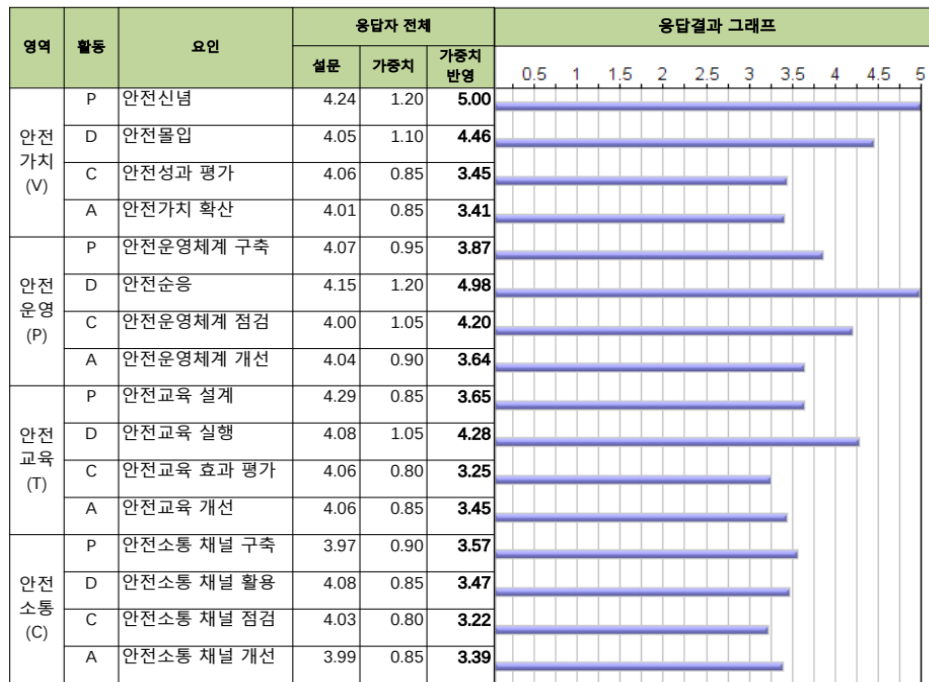 영역 활동 요인 응답자 전체 응답결과 그래프
설문 가중치 가중치 반영
0.5 1 1.5 2 2.5 3 3.5 4 4.5 5
안전 가치 (V)
P 안전신념 4.24 1.20 5.00
D 안전몰입 4.05 1.10 4.46
C 안전성과 평가 4.06 0.85 3.45
A 안전가치 확산 4.01 0.85 3.41
안전 운영 (P)
P 안전운영체계 구축 4.07 0.95 3.87
D 안전순응 4.15 1.20 4.98
C 안전운영체계 점검 4.00 1.05 4.20
A 안전운영체계 개선 4.04 0.90 3.64
안전 교육 (T)
P 안전교육 설계 4.29 0.85 3.65
D 안전교육 실행 4.08 1.05 4.28
C 안전교육 효과 평가 4.06 0.80 3.25
A 안전교육 개선 4.06 0.85 3.45
안전 소통 (C)
P 안전소통 채널 구축 3.97 0.90 3.57
D 안전소통 채널 활용 4.08 0.85 3.47
C 안전소통 채널 점검 4.03 0.80 3.22
A 안전소통 채널 개선 3.99 0.85 3.39